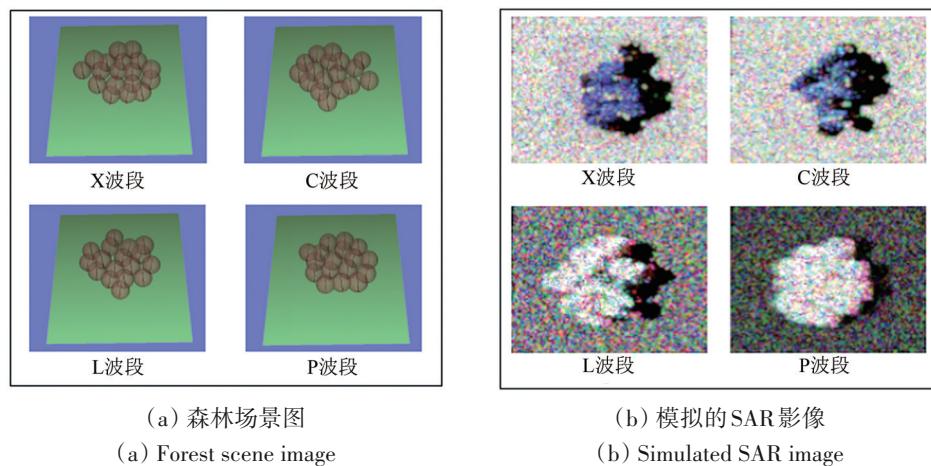 X波段
C波段
X波段
C波段
L波段
P波段
L波段
P波段
(a) 森林场景图
(b) 模拟的SAR影像
(a) Forest scene image
(b) Simulated SAR image